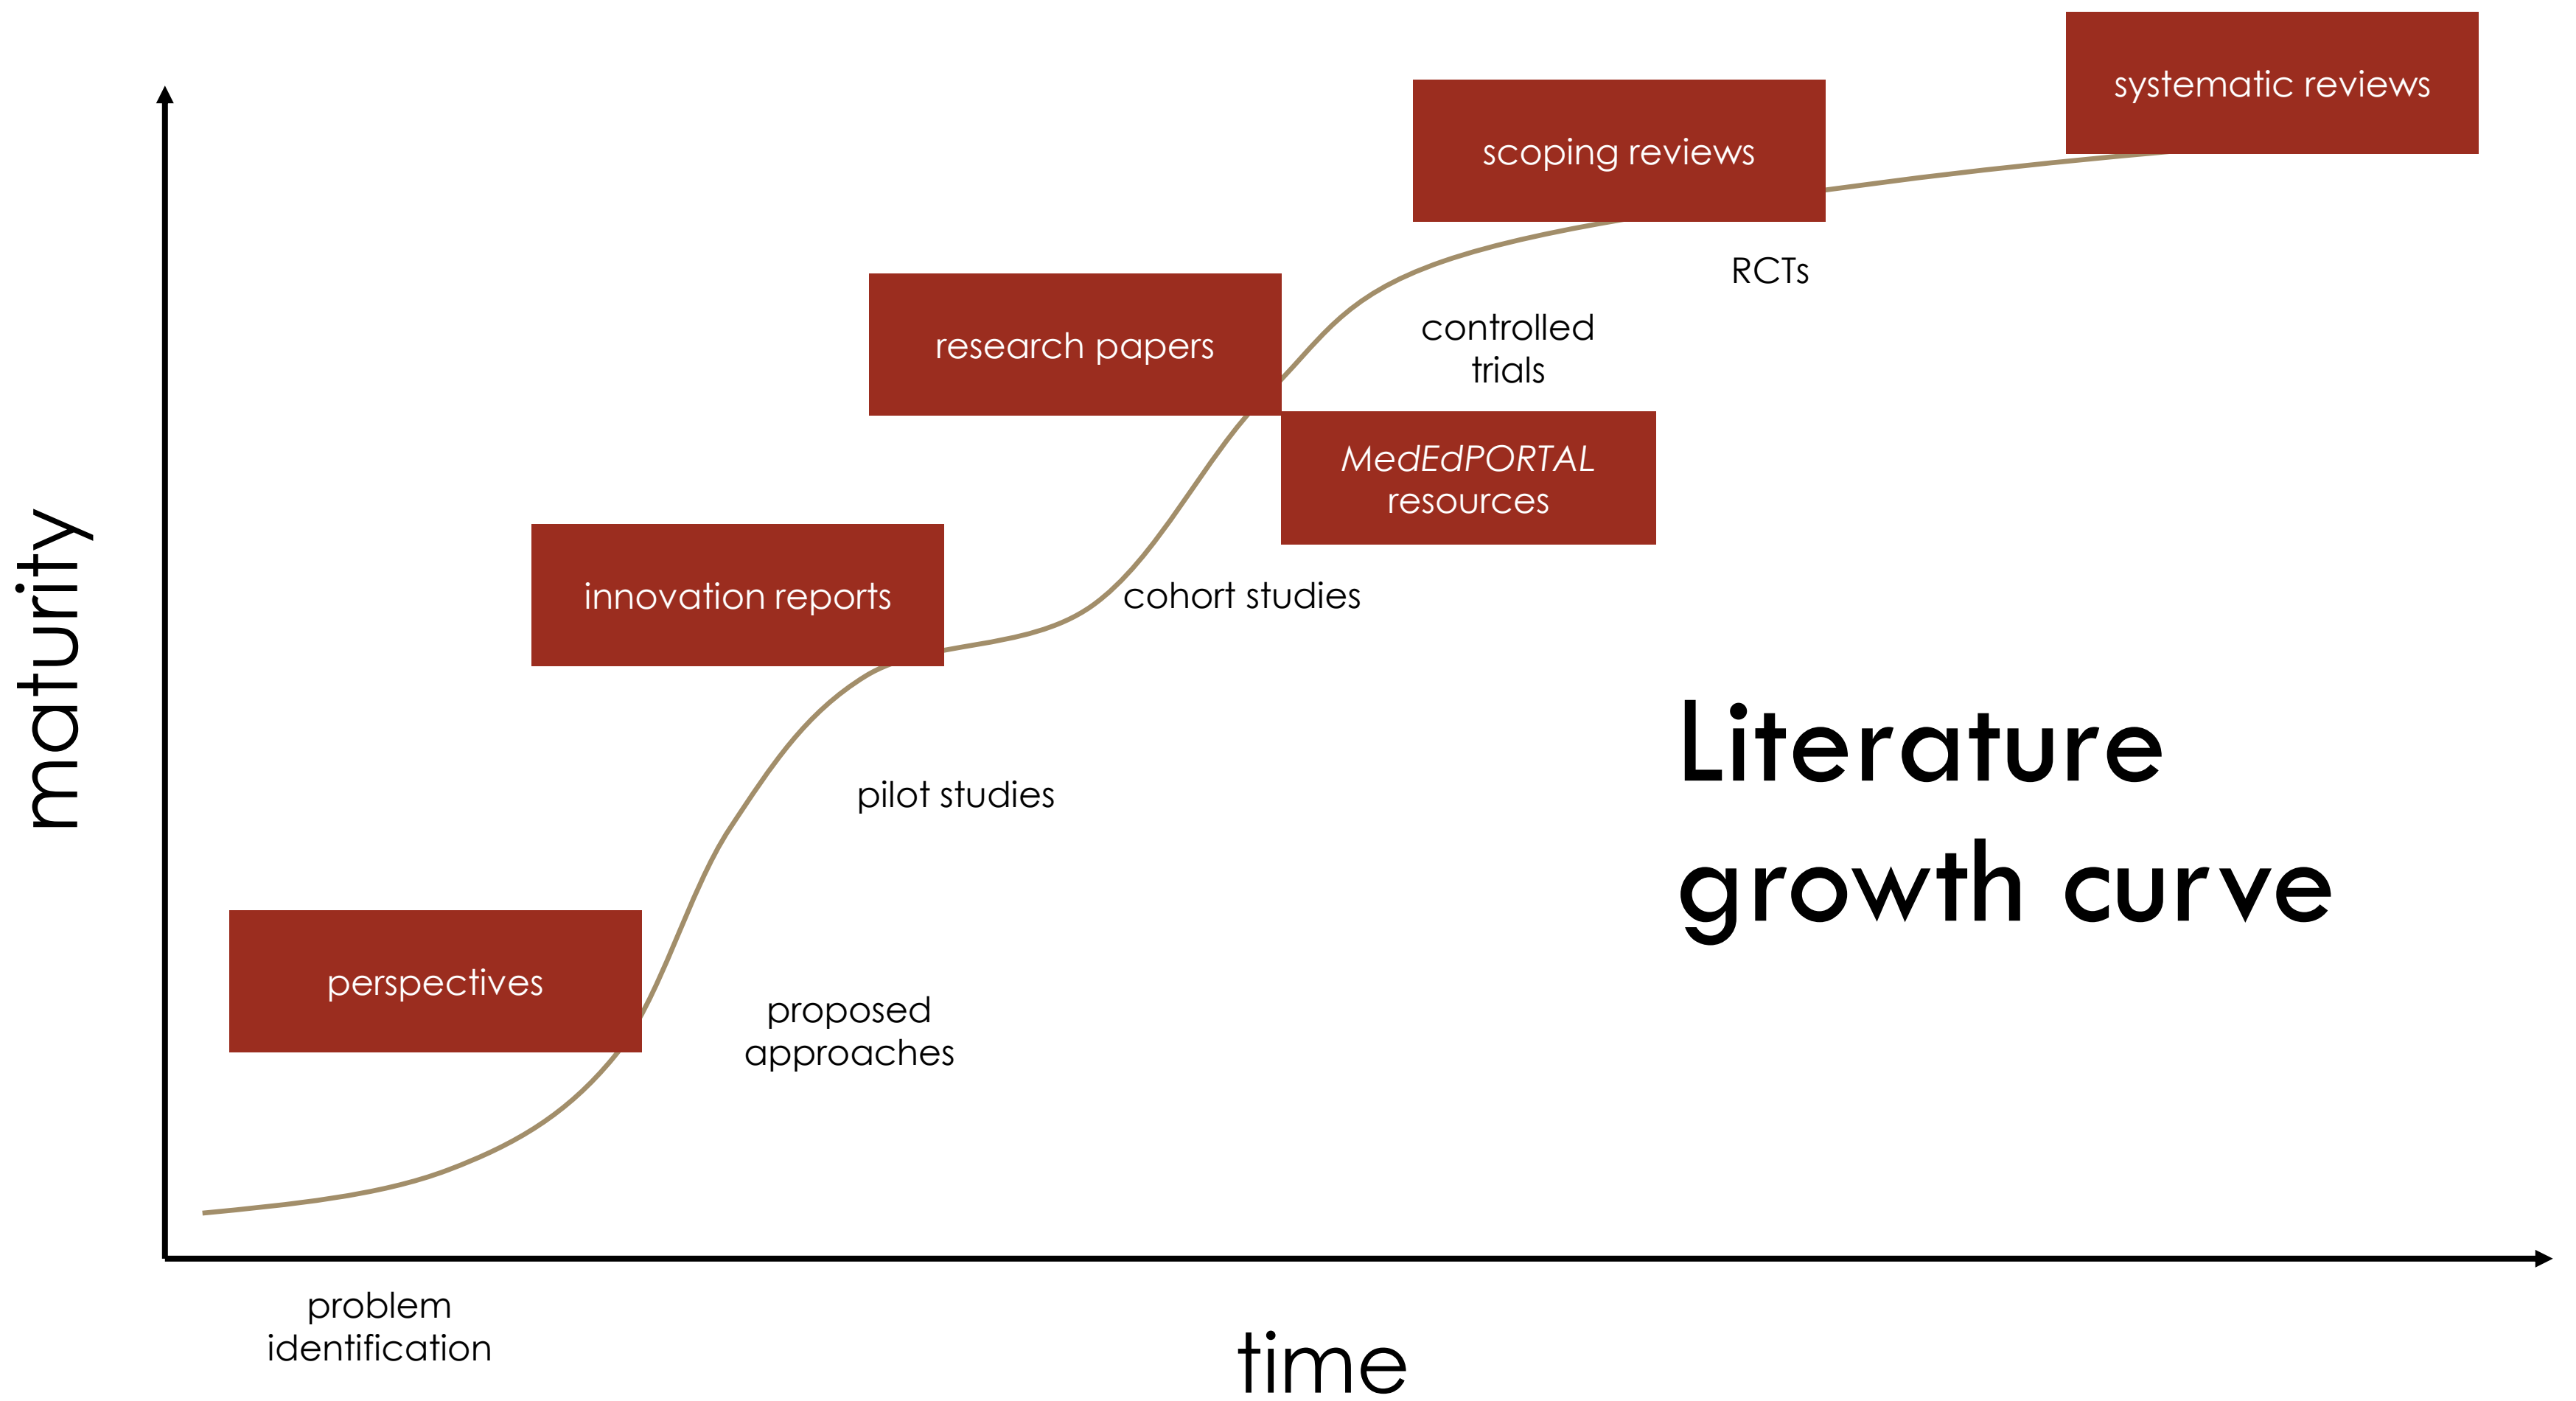 systematic reviews
scoping reviews
RCTs
research papers
controlled
trials
MedEdPORTAL
resources
innovation reports
cohort studies
maturity
Literature
growth curve
pilot studies
perspectives
proposed
approaches
problem
identification
time